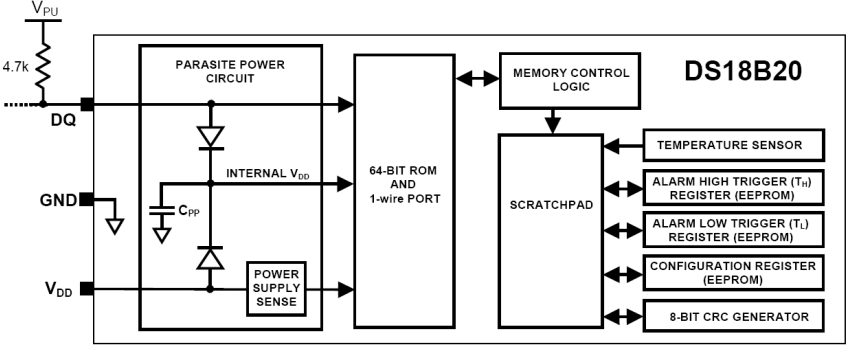 VPU
4.7k
DQ
GND
VDD
PARASITE POWER
CIRCUIT
INTERNAL VDD
CPP
POWER
SUPPLY
SENSE
64-BIT ROM
AND
1-wire PORT
MEMORY CONTROL
LOGIC
DS18B20
SCRATCHPAD
TEMPERATURE SENSOR
ALARM HIGH TRIGGER (TH)
REGISTER (EEPROM)
ALARM LOW TRIGGER (TL)
REGISTER (EEPROM)
CONFIGURATION REGISTER
(EEPROM)
8-BIT CRC GENERATOR